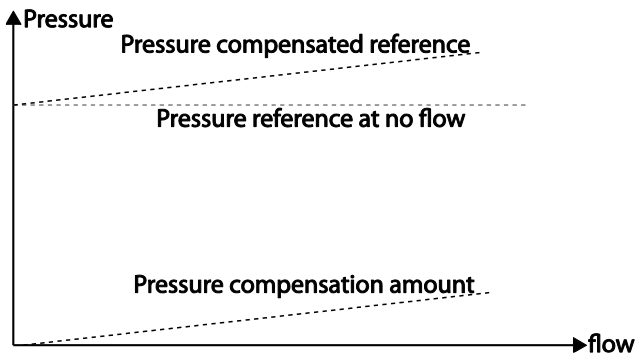 Pressure
Pressure compensated reference
Pressure reference at no flow
Pressure compensation amount
flow